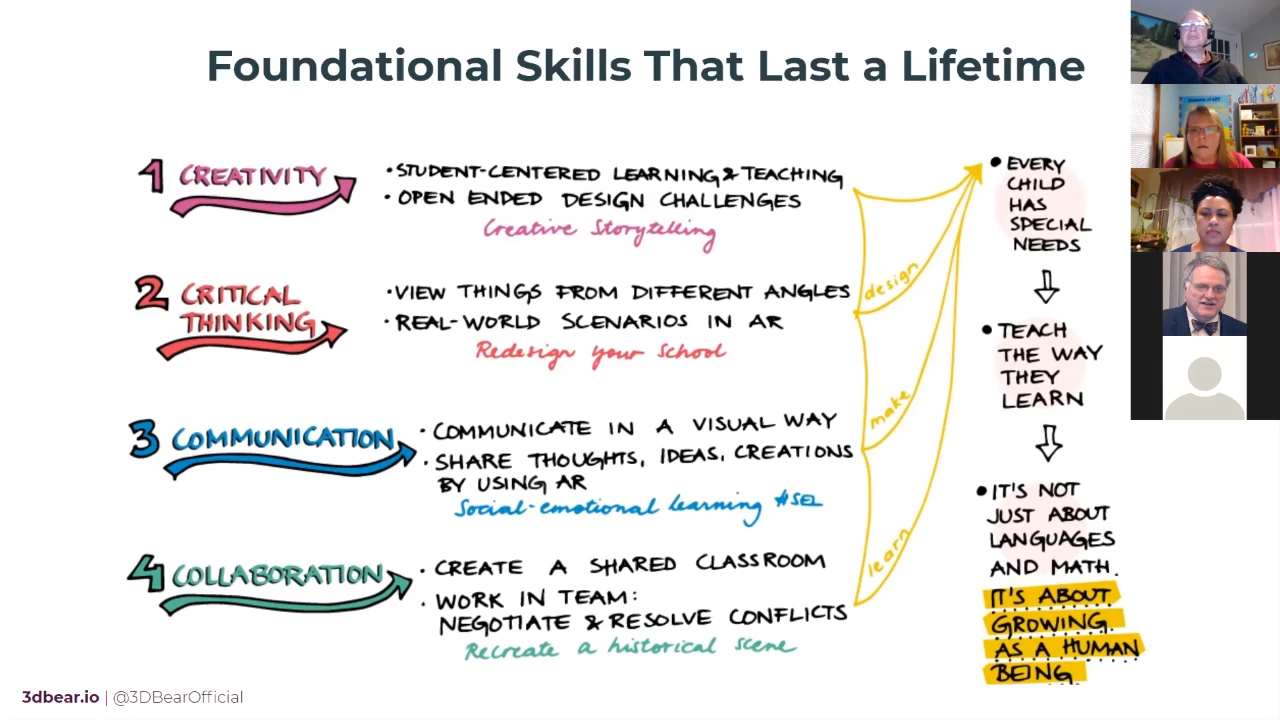 Foundational Skills That Last a Lifetime
1 CREATIVITY
• STUDENT-CENTERED LEARNING & TEACHING
• OPEN ENDED DESIGN CHALLENGES
Creative Storytelling
2 CRITICAL
THINKING
• VIEW THINGS FROM DIFFERENT ANGLES
• REAL-WORLD SCENARIOS IN AR
Redesign your School
3 COMMUNICATION
• COMMUNICATE IN A VISUAL WAY
• SHARE THOUGHTS, IDEAS, CREATIONS
BY USING AR
Social-emotional learning #SEL
4 COLLABORATION
• CREATE A SHARED CLASSROOM
• WORK IN TEAM:
NEGOTIATE & RESOLVE CONFLICTS
Recreate a historical scene
design
make
learn
• EVERY
CHILD
HAS
SPECIAL
NEEDS
• TEACH
THE WAY
THEY
LEARN
• IT'S NOT
JUST ABOUT
LANGUAGES
AND MATH.
IT'S ABOUT
GROWING
AS A HUMAN
BEING
3dbear.io | @3DBearOfficial